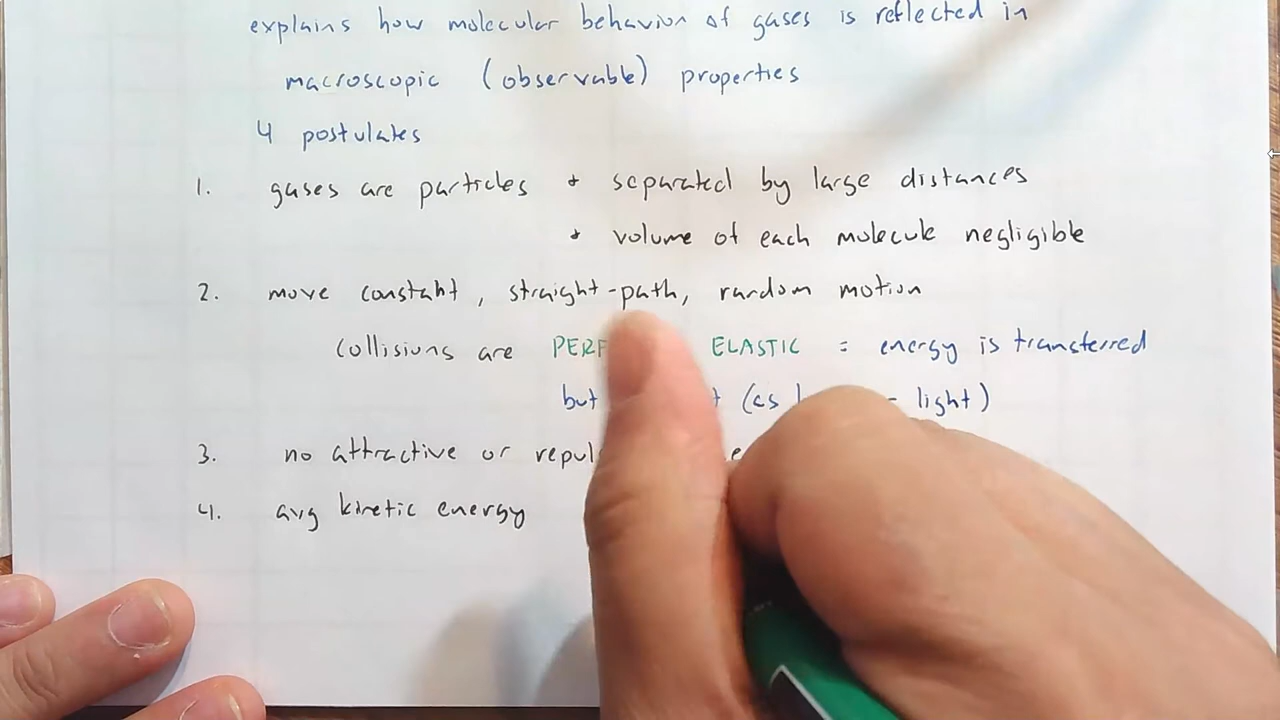 explains how molecular behavior of gases is reflected in
macroscopic (observable) properties
4 postulates
1. gases are particles + separated by large distances
+ volume of each molecule negligible
2. move constant, straight-path, random motion
collisions are ELASTIC = energy is transferred
but (as light)
3. no attractive or
4. avg kinetic energy